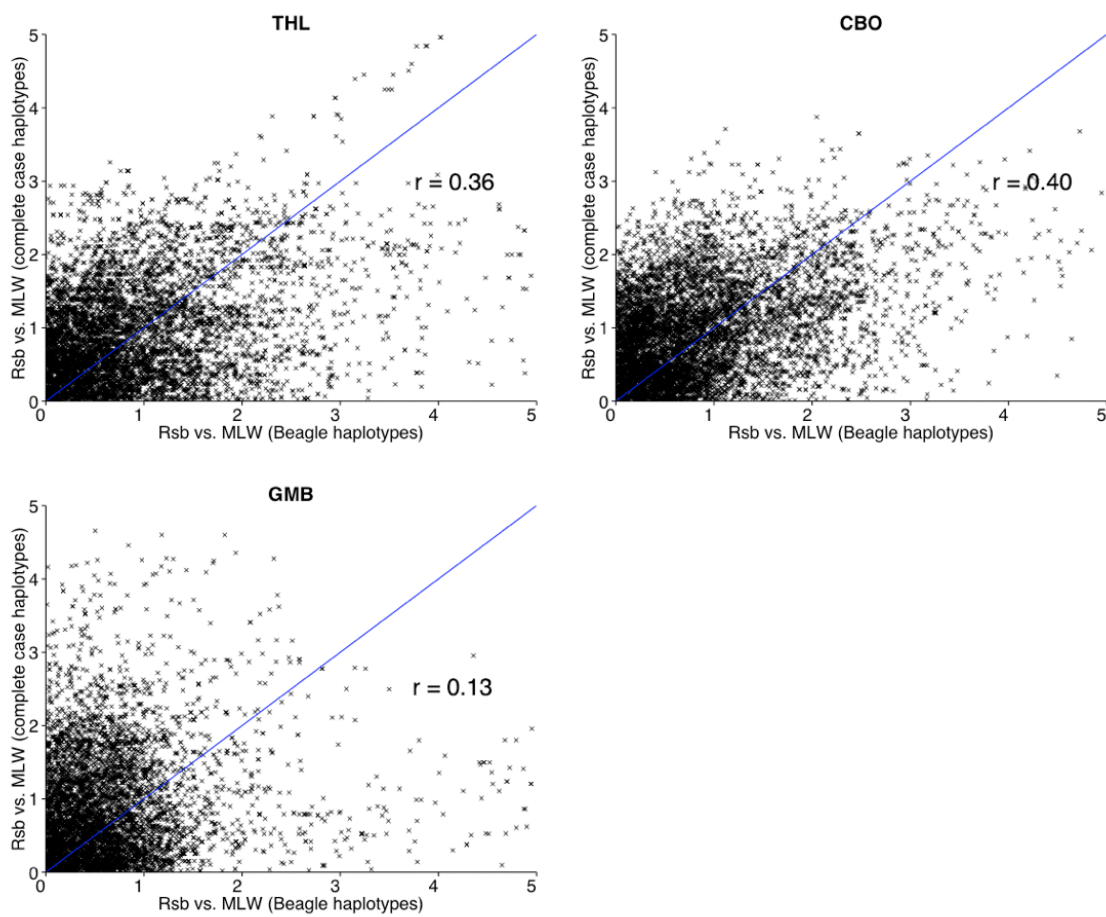 THL
5
4
3
2
1
0
Rsb vs. MLW (complete case haplotypes)
r = 0.36
0 1 2 3 4 5
Rsb vs. MLW (Beagle haplotypes)
CBO
5
4
3
2
1
0
Rsb vs. MLW (complete case haplotypes)
r = 0.40
0 1 2 3 4 5
Rsb vs. MLW (Beagle haplotypes)
GMB
5
4
3
2
1
0
Rsb vs. MLW (complete case haplotypes)
r = 0.13
0 1 2 3 4 5
Rsb vs. MLW (Beagle haplotypes)